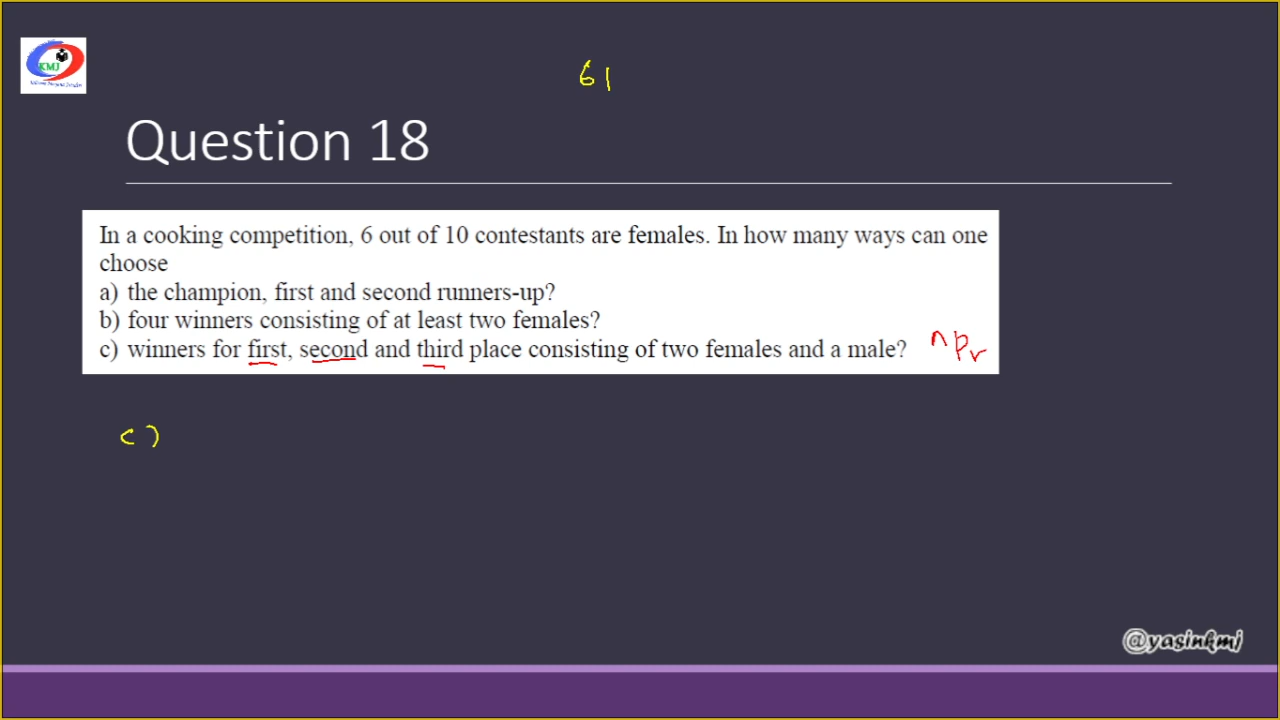 KMJ
61
Question 18
In a cooking competition, 6 out of 10 contestants are females. In how many ways can one
choose
a) the champion, first and second runners-up?
b) four winners consisting of at least two females?
c) winners for first, second and third place consisting of two females and a male? nPr
c)
@yasinkmj